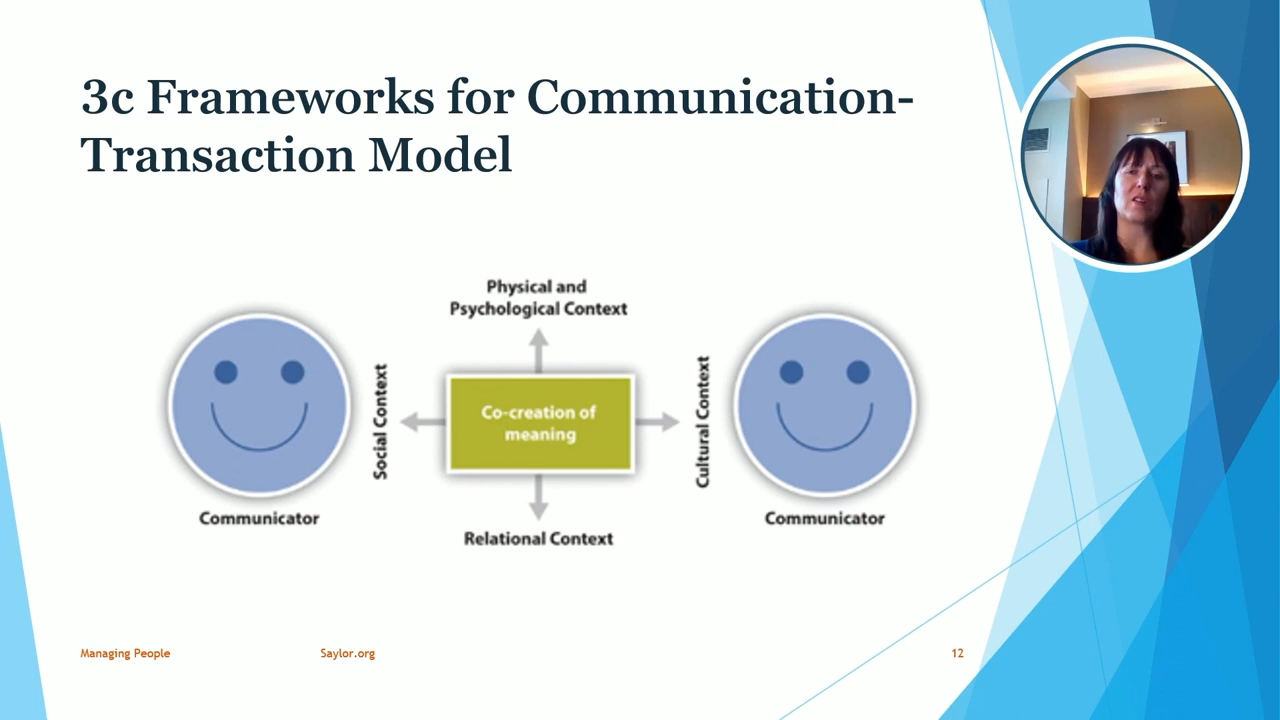 3c Frameworks for Communication-
Transaction Model
Physical and
Psychological Context
Social Context
Co-creation of
meaning
Cultural Context
Communicator
Communicator
Relational Context
Managing People
Saylor.org
12